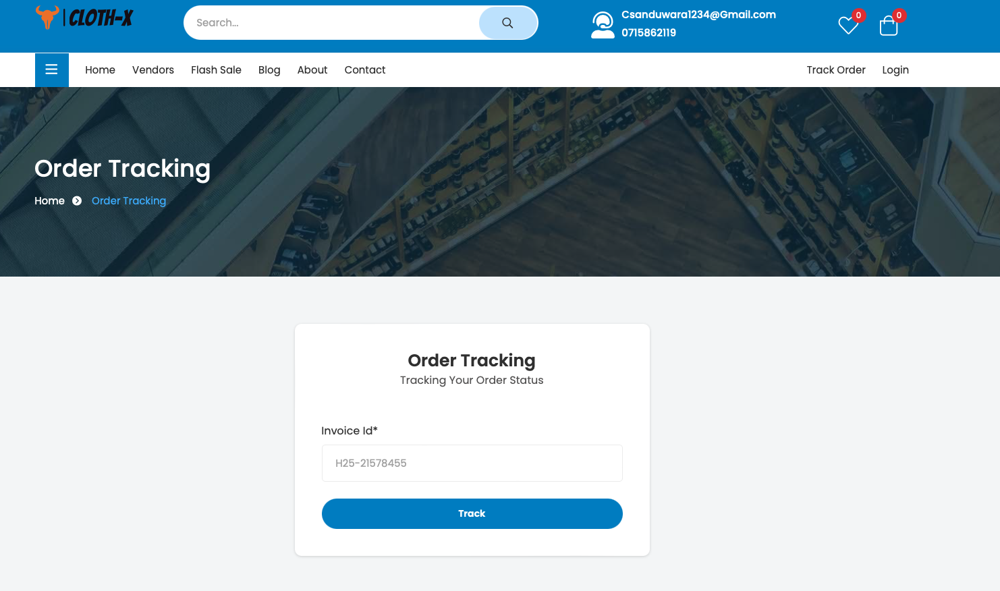 CLOTH-X
Search...
Csanduwara1234@Gmail.com
0715862119
0
0
Home
Vendors
Flash Sale
Blog
About
Contact
Track Order
Login
Order Tracking
Home
Order Tracking
Order Tracking
Tracking Your Order Status
Invoice Id*
H25-21578455
Track